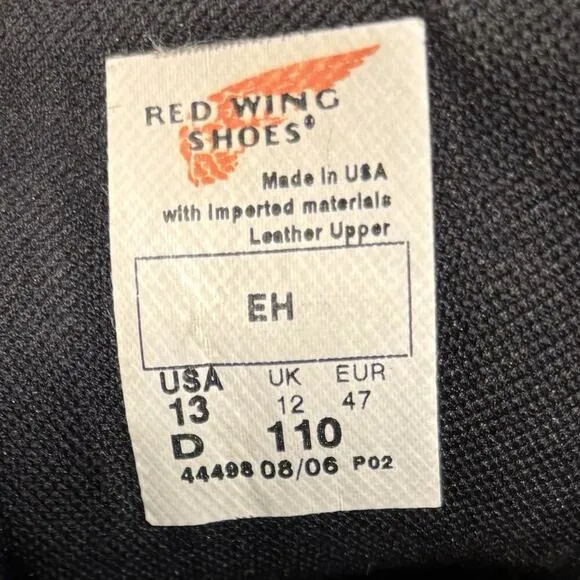 RED WING
SHOES®
Made In USA
with Imported materials
Leather Upper
EH
USA UK EUR
13 12 47
D 110
44498 08/06 P02